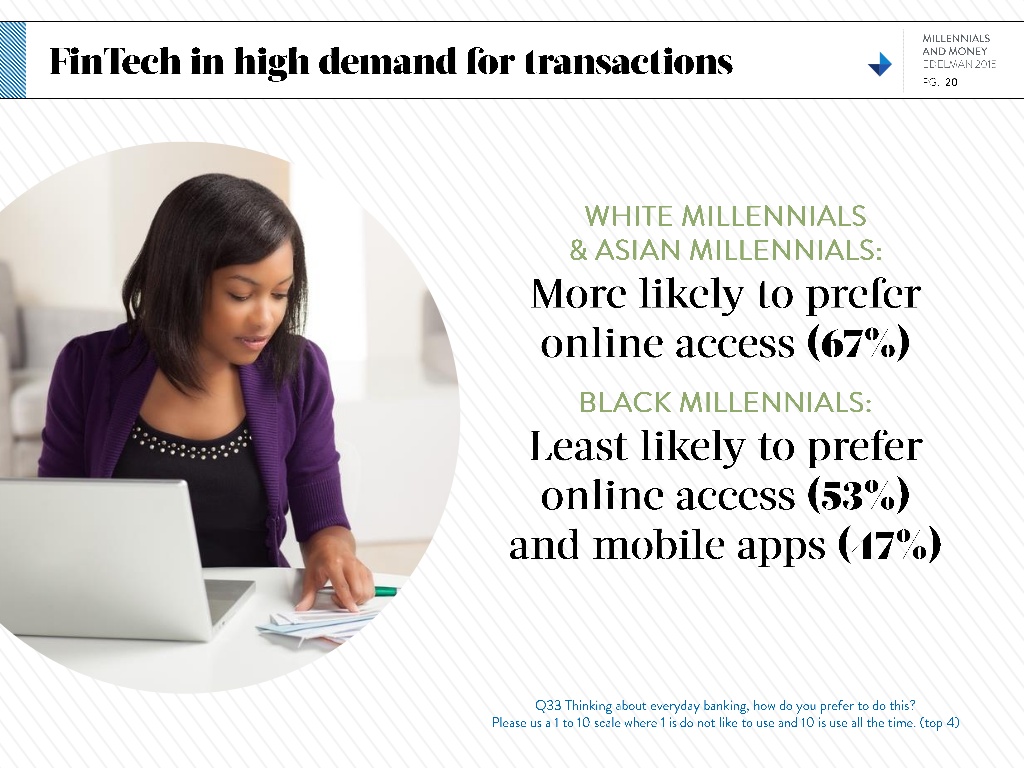 FinTech in high demand for transactions
MILLENNIALS
AND MONEY
EDELMAN 2015
PG. 20
WHITE MILLENNIALS
& ASIAN MILLENNIALS:
More likely to prefer
online access (67%)
BLACK MILLENNIALS:
Least likely to prefer
online access (53%)
and mobile apps (47%)
Q33 Thinking about everyday banking, how do you prefer to do this?
Please us a 1 to 10 scale where 1 is do not like to use and 10 is use all the time. (top 4)